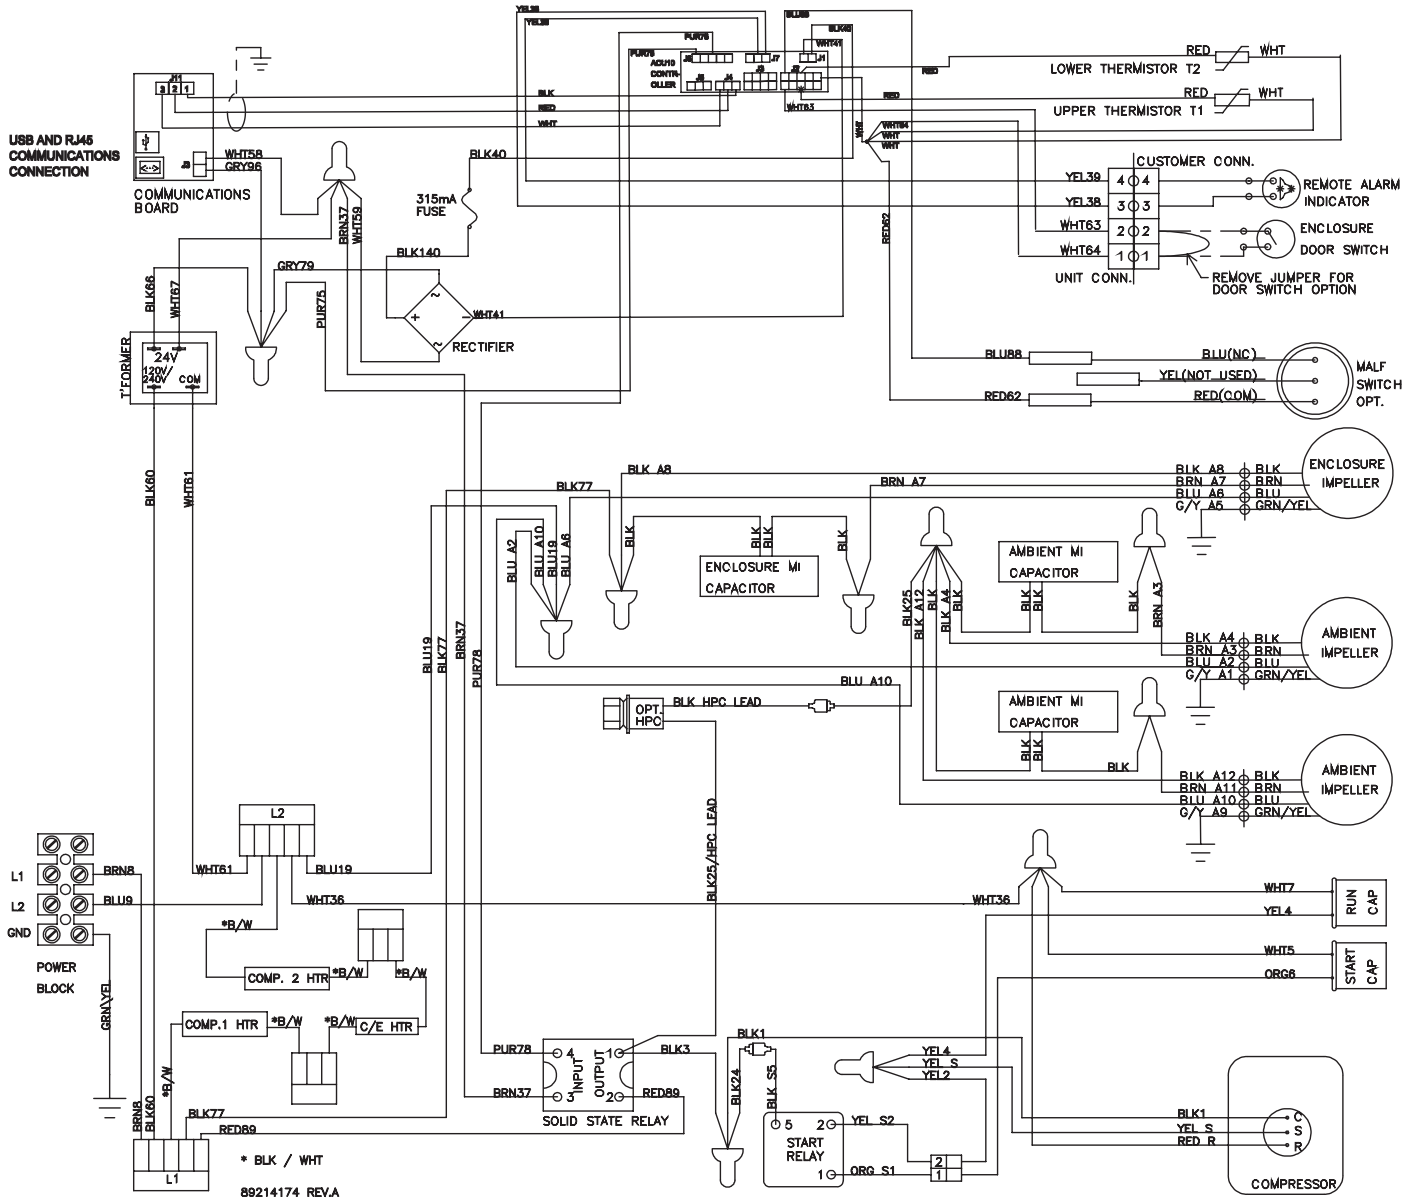 YEL38
YEL39
BLU88
BLK40
PUR78
WHT41
PUR75
J6
J7
J1
ACU10
CONTR-
OLLER
J5
J4
J3
J2
RED
WHT
LOWER THERMISTOR T2
RED
RED
WHT
UPPER THERMISTOR T1
RED
WHT63
WHT64
WHT
WHT
WHT
J11
3 2 1
BLK
RED
WHT
USB AND RJ45
COMMUNICATIONS
CONNECTION
J3
WHT58
GRY96
COMMUNICATIONS
BOARD
BLK40
315mA
FUSE
BRN37
WHT59
BLK140
GRY79
BLK66
WHT67
PUR75
WHT41
RECTIFIER
T'FORMER
24V
120V/
240V
COM
CUSTOMER CONN.
YEL39
4 4
REMOTE ALARM
INDICATOR
YEL38
3 3
WHT63
2 2
ENCLOSURE
DOOR SWITCH
WHT64
1 1
UNIT CONN.
REMOVE JUMPER FOR
DOOR SWITCH OPTION
RED62
BLU88
BLU(NC)
YEL(NOT USED)
RED62
RED(COM)
MALF
SWITCH
OPT.
BLK60
WHT61
BLK77
BLK A8
BRN A7
BLK A8 BLK
BRN A7 BRN
BLU A6 BLU
G/Y A5 GRN/YEL
ENCLOSURE
IMPELLER
BLU A2
BLU A10
BLU19
BLU A6
BLK
BLK
BLK
BLK
ENCLOSURE MI
CAPACITOR
AMBIENT MI
CAPACITOR
BLK25
BLK A12
BLK
BLK A4
BLK
BLK
BLK
BLK
BRN A3
BLK A4 BLK
BRN A3 BRN
BLU A2 BLU
G/Y A1 GRN/YEL
AMBIENT
IMPELLER
BLU19
BLK77
BRN37
PUR78
BLU A10
OPT.
HPC
BLK HPC LEAD
AMBIENT MI
CAPACITOR
BLK
BLK
BLK
BLK A12 BLK
BRN A11 BRN
BLU A10 BLU
G/Y A9 GRN/YEL
AMBIENT
IMPELLER
BLK25/HPC LEAD
L2
WHT61
BLU19
L1
BRN8
L2
BLU9
GND
POWER
BLOCK
GRN\YEL
WHT36
WHT36
WHT7
YEL4
RUN
CAP
WHT5
ORG6
START
CAP
*B/W
COMP. 2 HTR
*B/W
*B/W
COMP.1 HTR
*B/W
*B/W
C/E HTR
*B/W
BRN8
BLK60
BLK77
RED89
L1
* BLK / WHT
89214174 REV.A
PUR78
4
INPUT
OUTPUT
1
BLK3
BRN37
3
2
RED89
SOLID STATE RELAY
BLK1
BLK24
BLK S5
YEL4
YEL S
YEL2
5
2
YEL S2
START
RELAY
1
ORG S1
2
1
BLK1
C
YEL S
S
RED R
R
COMPRESSOR